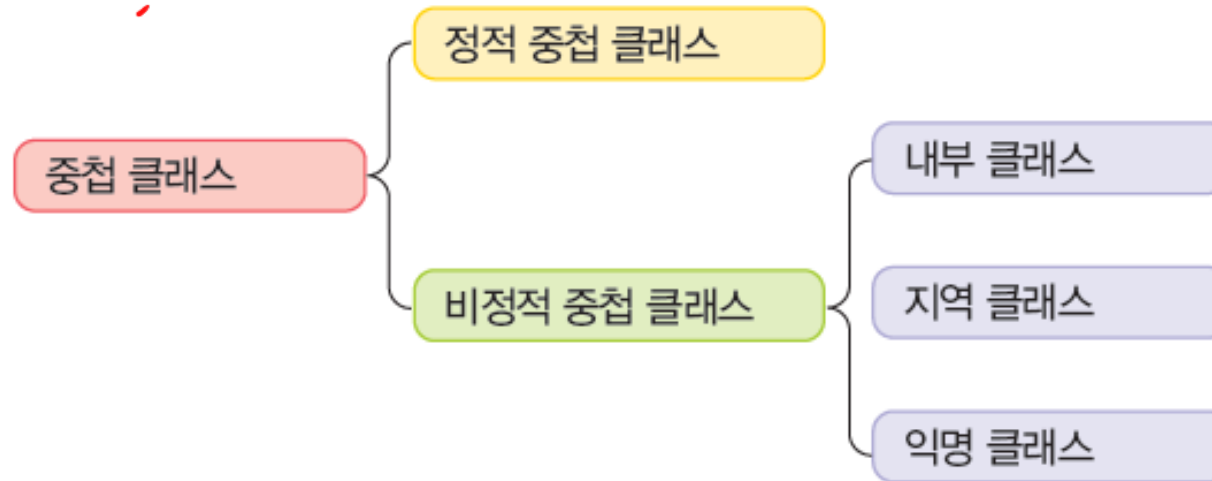 정적 중첩 클래스
중첩 클래스
내부 클래스
비정적 중첩 클래스
지역 클래스
익명 클래스